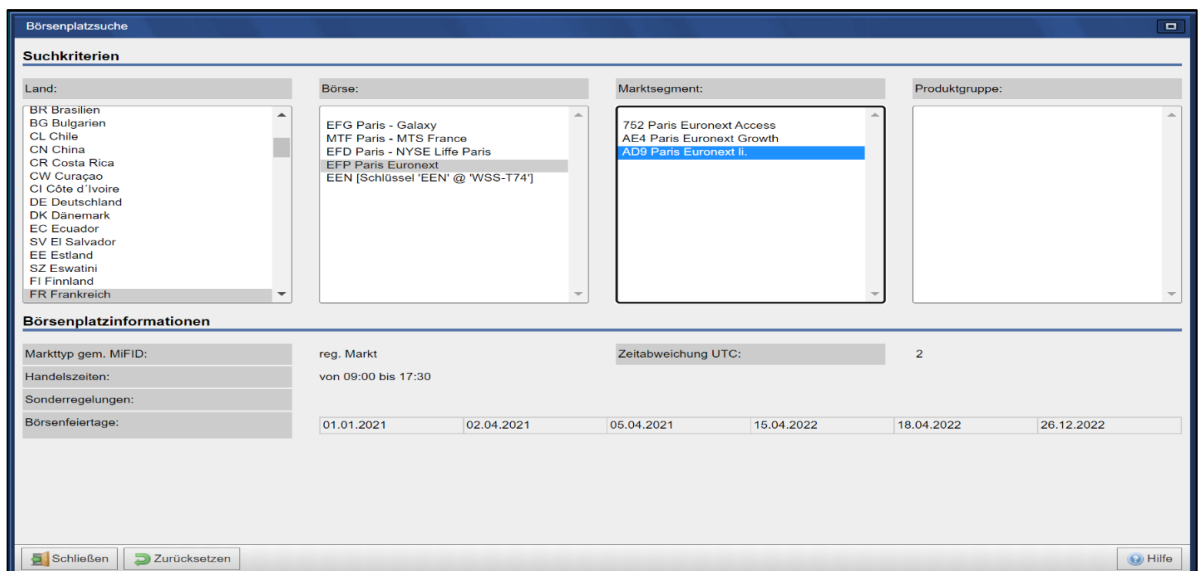 Börsenplatzsuche
Suchkriterien
Land:
BR Brasilien
BG Bulgarien
CL Chile
CN China
CR Costa Rica
CW Curaçao
CI Côte d´Ivoire
DE Deutschland
DK Dänemark
EC Ecuador
SV El Salvador
EE Estland
SZ Eswatini
FI Finnland
FR Frankreich
Börse:
EFG Paris - Galaxy
MTF Paris - MTS France
EFD Paris - NYSE Liffe Paris
EFP Paris Euronext
EEN [Schlüssel 'EEN' @ 'WSS-T74']
Marktsegment:
752 Paris Euronext Access
AE4 Paris Euronext Growth
AD9 Paris Euronext li.
Produktgruppe:
Börsenplatzinformationen
Markttyp gem. MiFID: reg. Markt Zeitabweichung UTC: 2
Handelszeiten: von 09:00 bis 17:30
Sonderregelungen:
Börsenfeiertage: 01.01.2021 02.04.2021 05.04.2021 15.04.2022 18.04.2022 26.12.2022
Schließen Zurücksetzen Hilfe